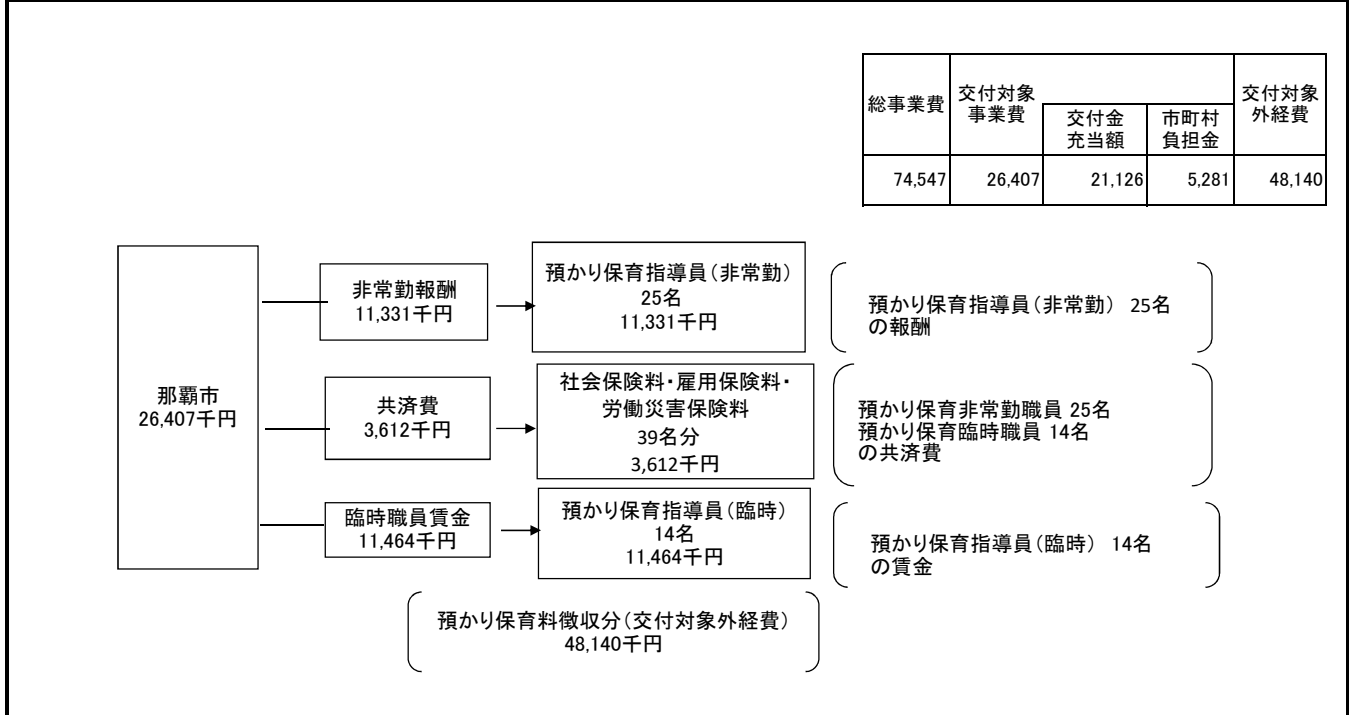 総事業費
交付対象
事業費
交付金
充当額
市町村
負担金
交付対象
外経費
74,547
26,407
21,126
5,281
48,140
那覇市
26,407千円
非常勤報酬
11,331千円
預かり保育指導員（非常勤）
25名
11,331千円
預かり保育指導員（非常勤） 25名
の報酬
共済費
3,612千円
社会保険料・雇用保険料・
労働災害保険料
39名分
3,612千円
預かり保育非常勤職員 25名
預かり保育臨時職員 14名
の共済費
臨時職員賃金
11,464千円
預かり保育指導員（臨時）
14名
11,464千円
預かり保育指導員（臨時） 14名
の賃金
預かり保育料徴収分（交付対象外経費）
48,140千円